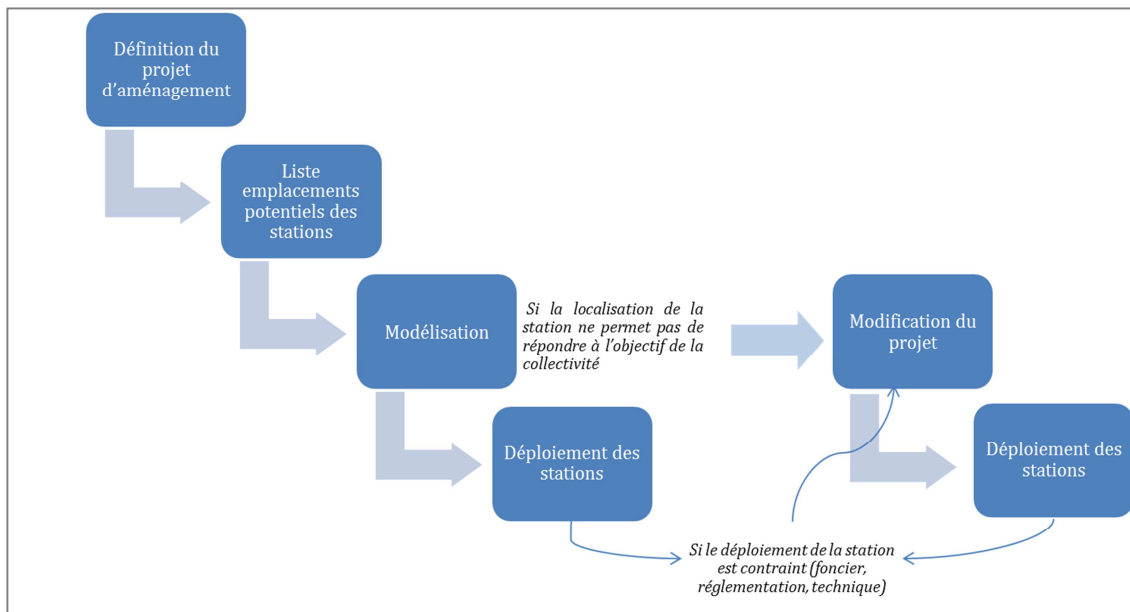 Définition du
projet
d’aménagement
Liste
emplacements
potentiels des
stations
Modélisation
Si la localisation de la
station ne permet pas de
répondre à l’objectif de la
collectivité
Modification du
projet
Déploiement des
stations
Déploiement des
stations
Si le déploiement de la station
est contraint (foncier,
réglementation, technique)